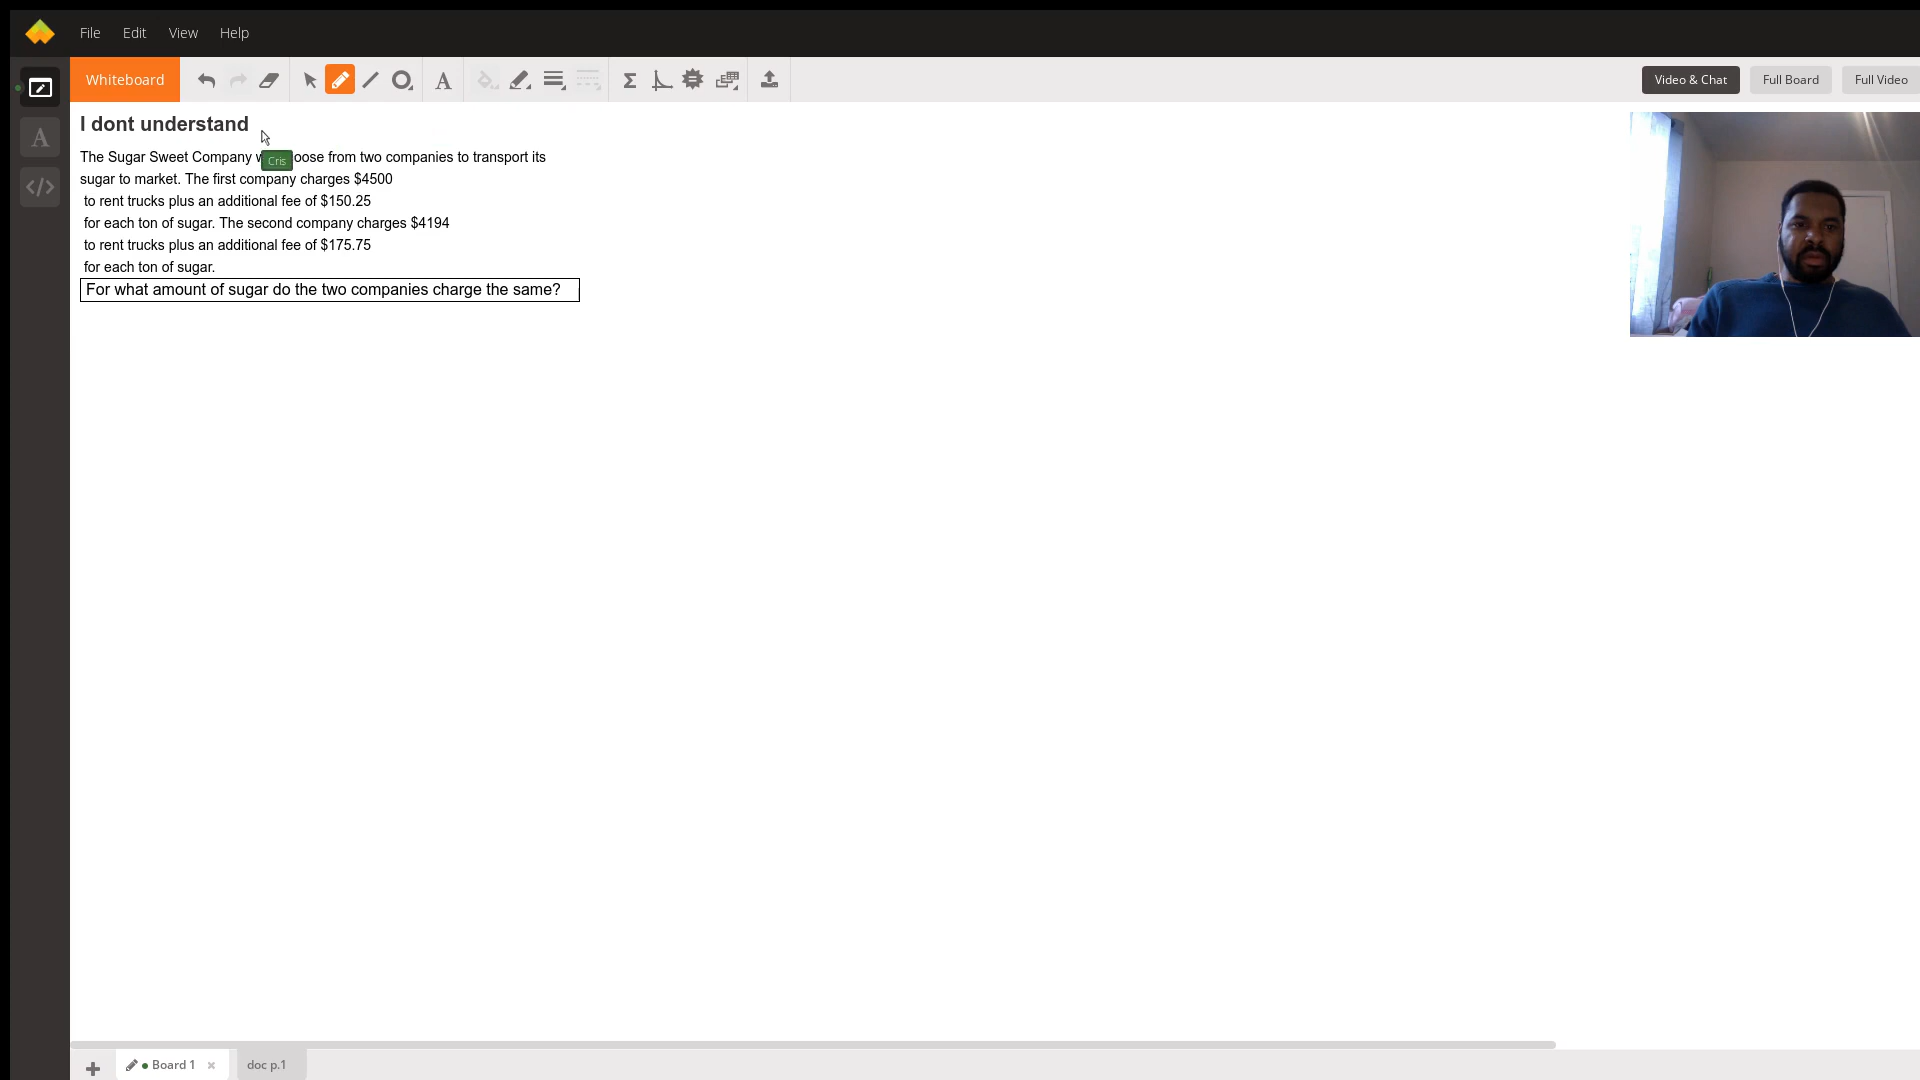 File Edit View Help
Whiteboard
A
Σ
Video & Chat Full Board Full Video
A
</>
I dont understand
The Sugar Sweet Company oose from two companies to transport its
Cris
sugar to market. The first company charges $4500
to rent trucks plus an additional fee of $150.25
for each ton of sugar. The second company charges $4194
to rent trucks plus an additional fee of $175.75
for each ton of sugar.
For what amount of sugar do the two companies charge the same?
Board 1
doc p.1